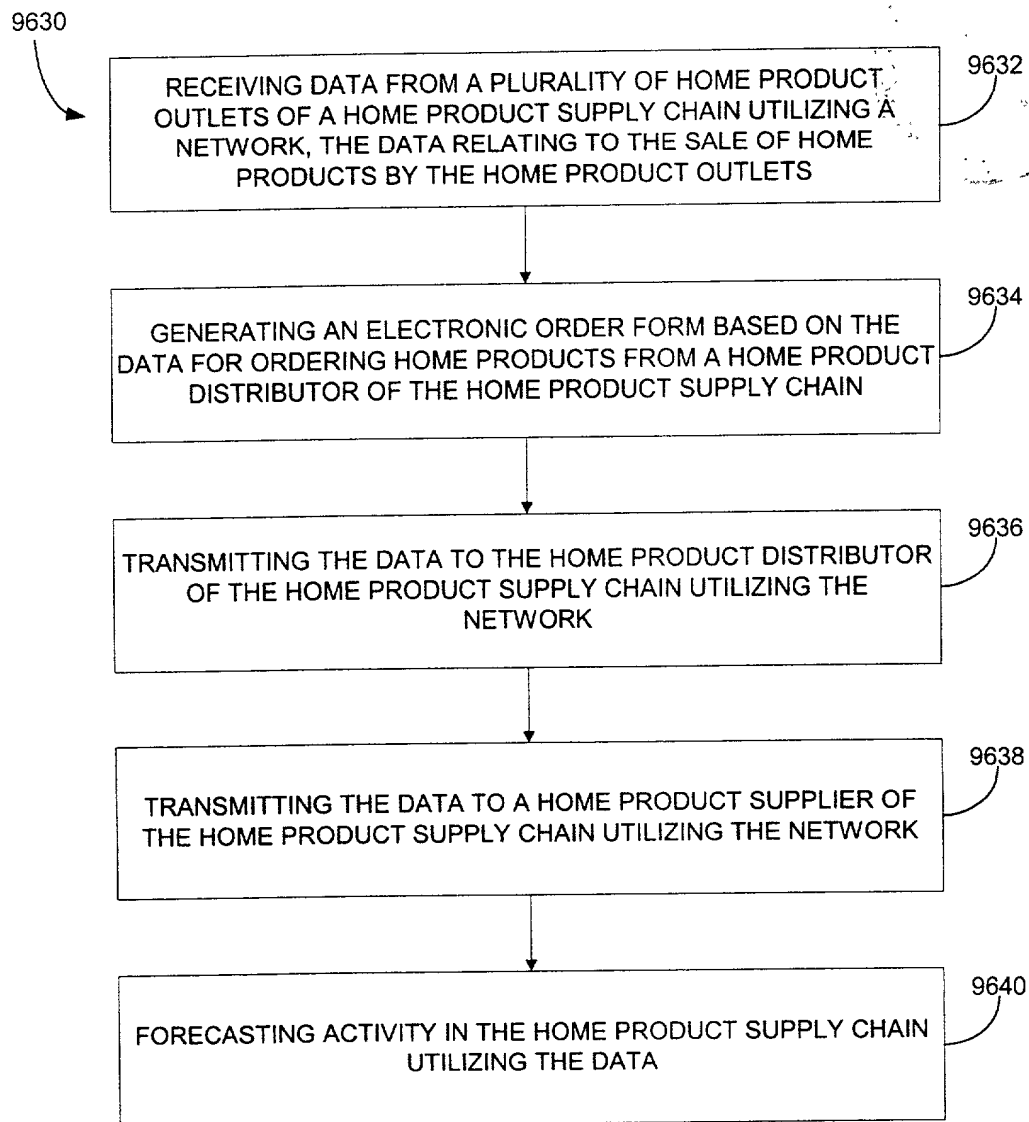 9630
9632
RECEIVING DATA FROM A PLURALITY OF HOME PRODUCT
OUTLETS OF A HOME PRODUCT SUPPLY CHAIN UTILIZING A
NETWORK, THE DATA RELATING TO THE SALE OF HOME
PRODUCTS BY THE HOME PRODUCT OUTLETS
9634
GENERATING AN ELECTRONIC ORDER FORM BASED ON THE
DATA FOR ORDERING HOME PRODUCTS FROM A HOME PRODUCT
DISTRIBUTOR OF THE HOME PRODUCT SUPPLY CHAIN
9636
TRANSMITTING THE DATA TO THE HOME PRODUCT DISTRIBUTOR
OF THE HOME PRODUCT SUPPLY CHAIN UTILIZING THE
NETWORK
9638
TRANSMITTING THE DATA TO A HOME PRODUCT SUPPLIER OF
THE HOME PRODUCT SUPPLY CHAIN UTILIZING THE NETWORK
9640
FORECASTING ACTIVITY IN THE HOME PRODUCT SUPPLY CHAIN
UTILIZING THE DATA